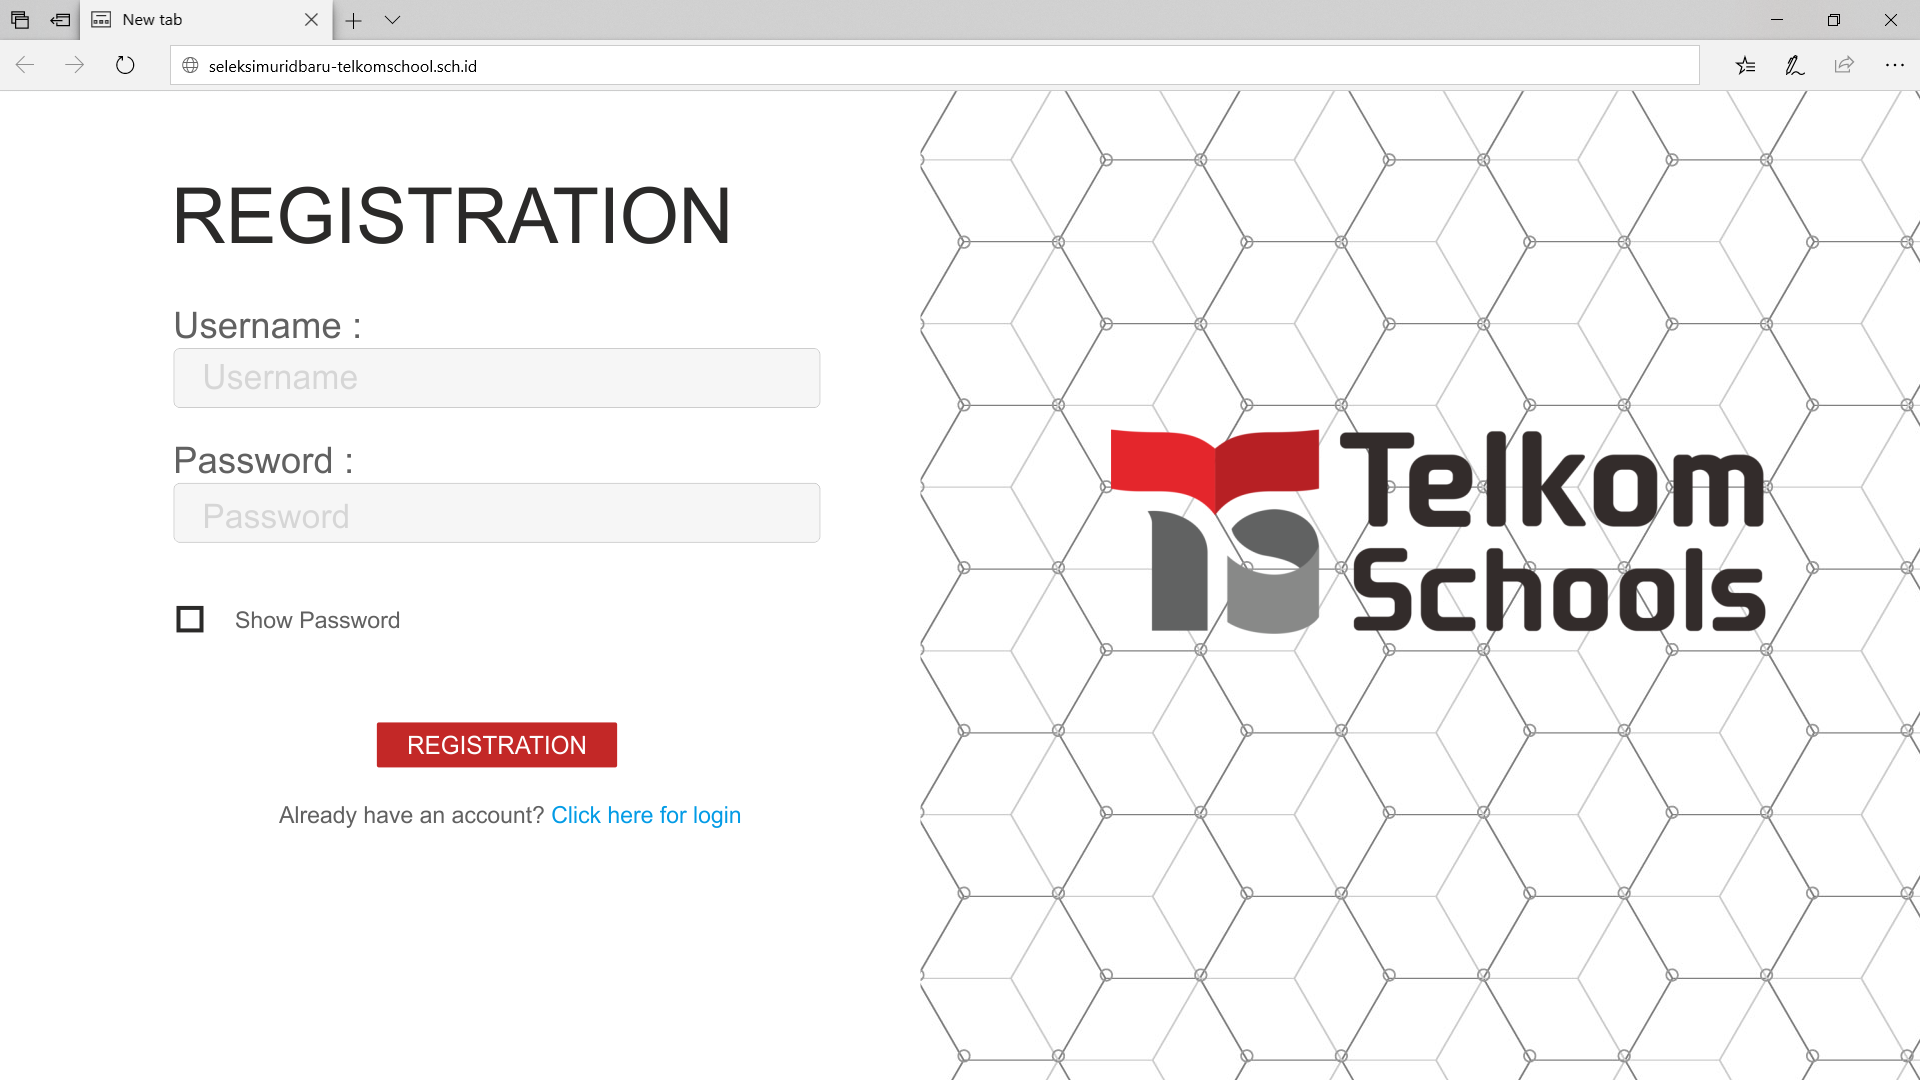 New tab
seleksimuridbaru-telkomschool.sch.id
REGISTRATION
Username :
Username
Password :
Password
Show Password
REGISTRATION
Already have an account? Click here for login
Telkom
Schools